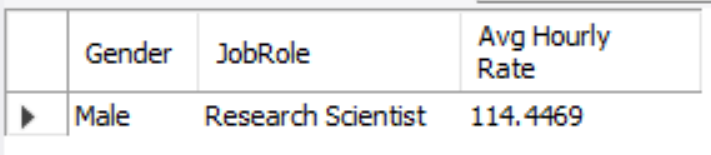 Gender JobRole Avg Hourly
Rate
Male Research Scientist 114.4469